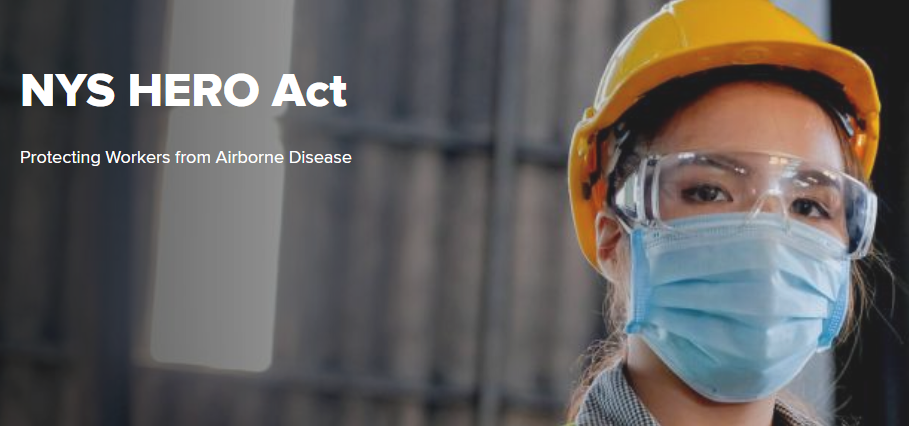 NYS HERO Act
Protecting Workers from Airborne Disease